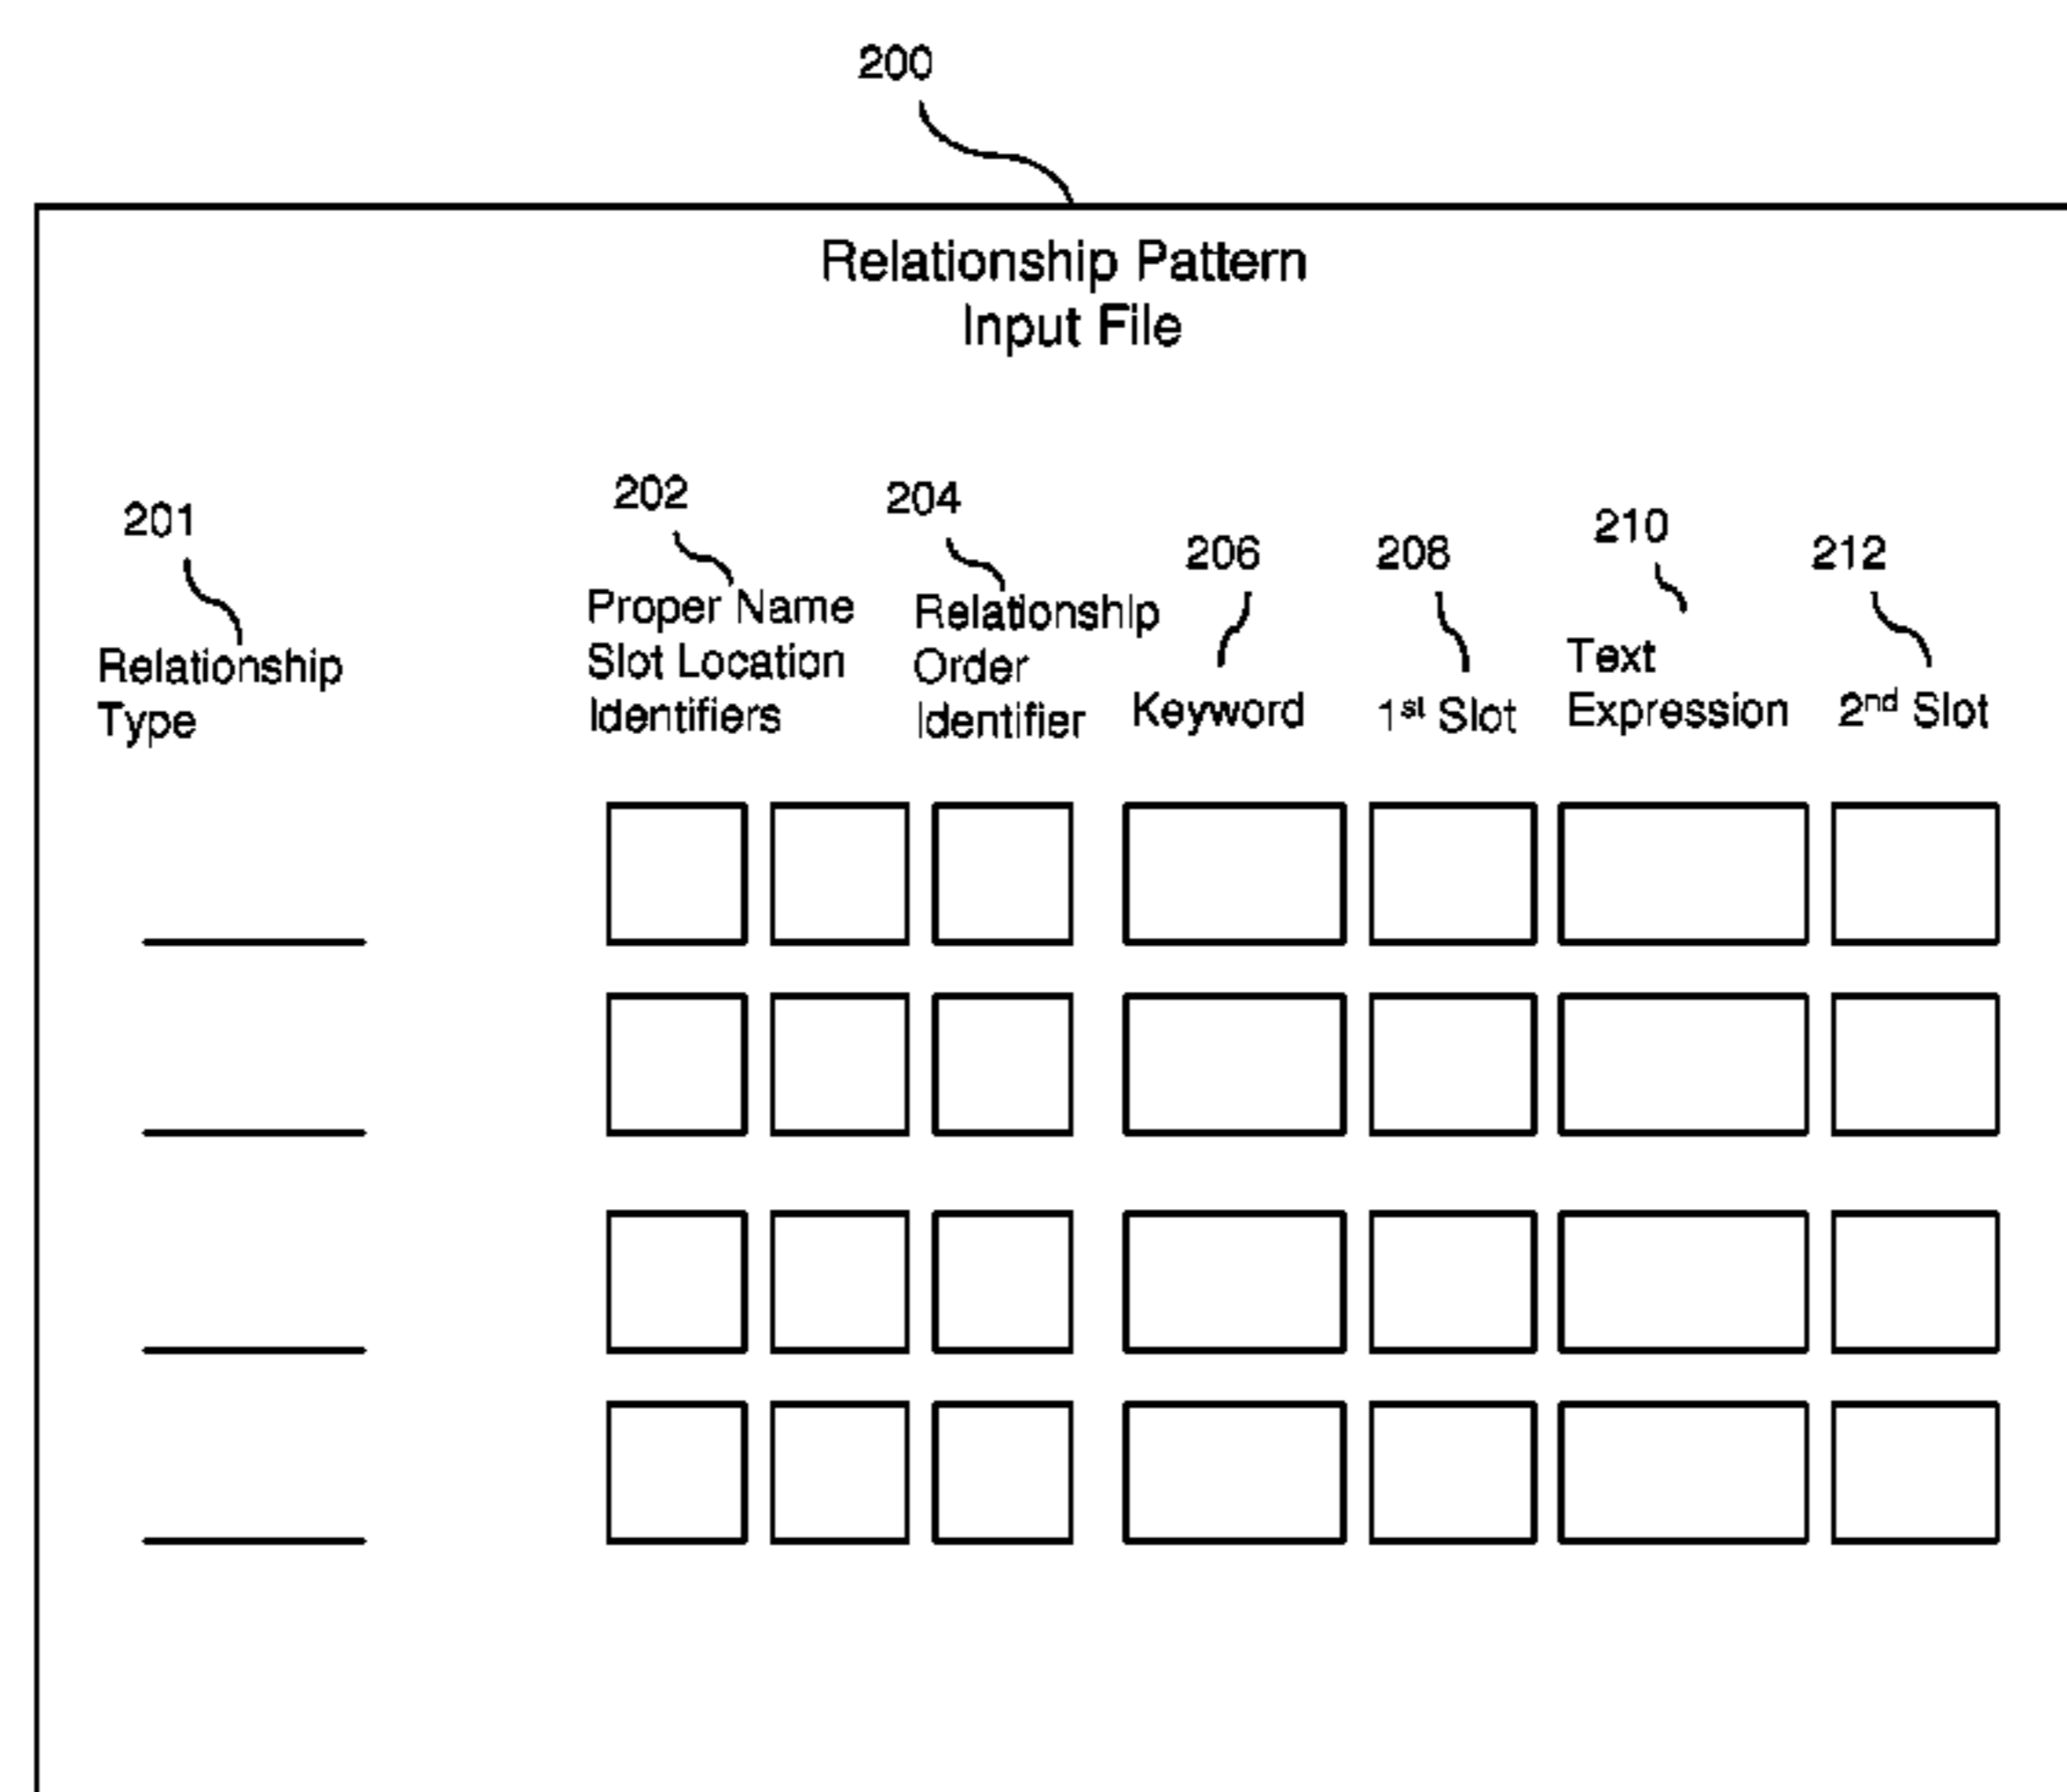 200
Relationship Pattern
Input File
201
Relationship
Type
202
Proper Name
Slot Location
Identifiers
204
Relationship
Order
Identifier
206
Keyword
208
1st Slot
210
Text
Expression
212
2nd Slot